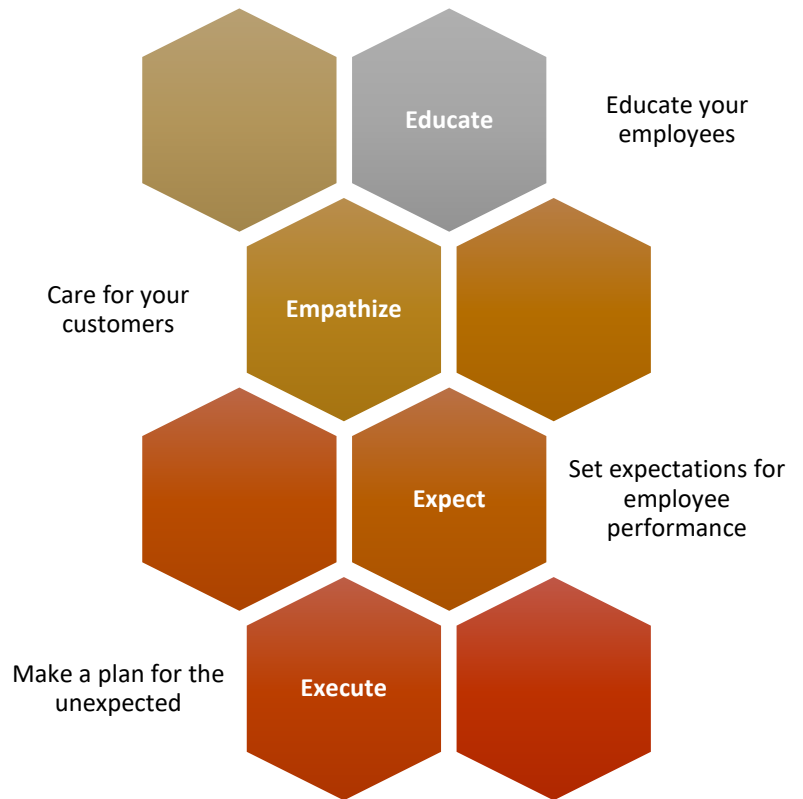 Educate
Educate your
employees
Care for your
customers
Empathize
Expect
Set expectations for
employee
performance
Make a plan for the
unexpected
Execute